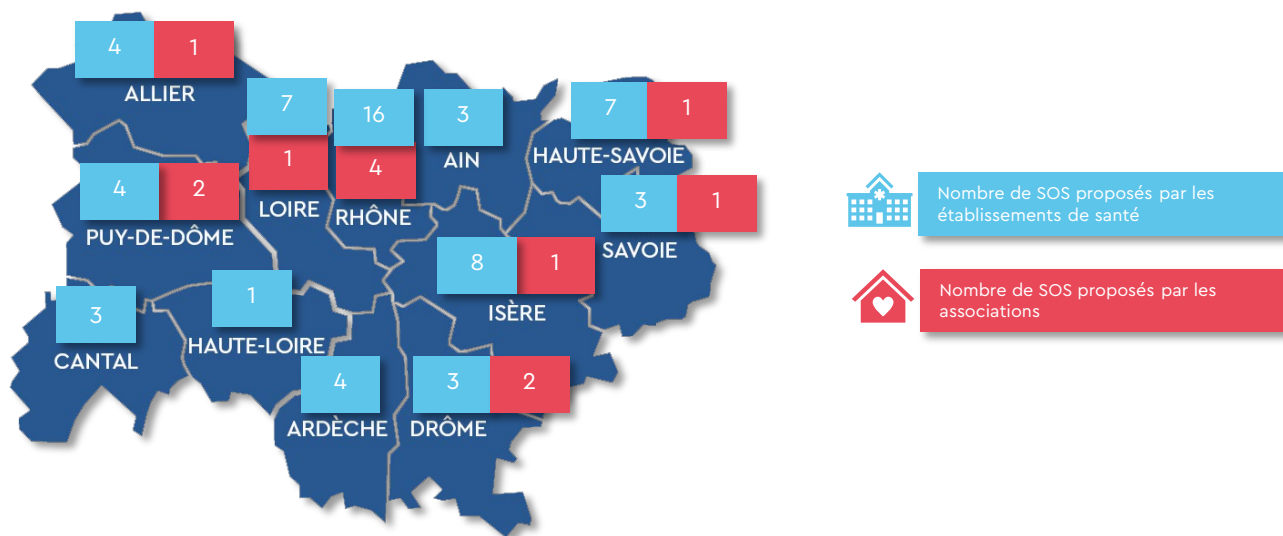 4 1
ALLIER
7
1
LOIRE
16
4
RHÔNE
3
AIN
7 1
HAUTE-SAVOIE
4 2
PUY-DE-DÔME
3 1
SAVOIE
8 1
ISÈRE
3
CANTAL
1
HAUTE-LOIRE
4
ARDÈCHE
3 2
DRÔME
Nombre de SOS proposés par les
établissements de santé
Nombre de SOS proposés par les
associations